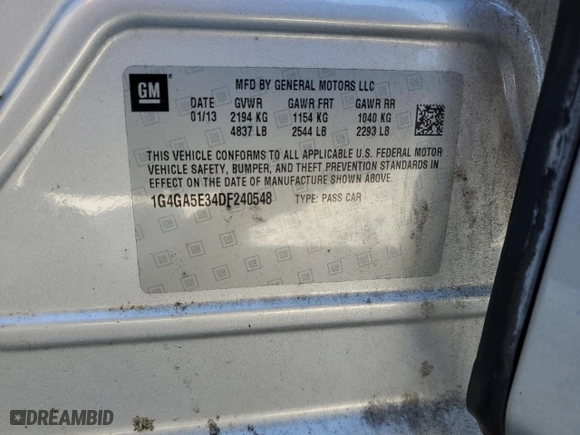 GM
MFD BY GENERAL MOTORS LLC
DATE GVWR GAWR FRT GAWR RR
01/13 2194 KG 1154 KG 1040 KG
4837 LB 2544 LB 2293 LB
THIS VEHICLE CONFORMS TO ALL APPLICABLE U.S. FEDERAL MOTOR
VEHICLE SAFETY, BUMPER, AND THEFT PREVENTION STANDARDS IN
EFFECT ON THE DATE OF MANUFACTURE SHOWN ABOVE.
1G4GA5E34DF240548 TYPE: PASS CAR
DREAMBID